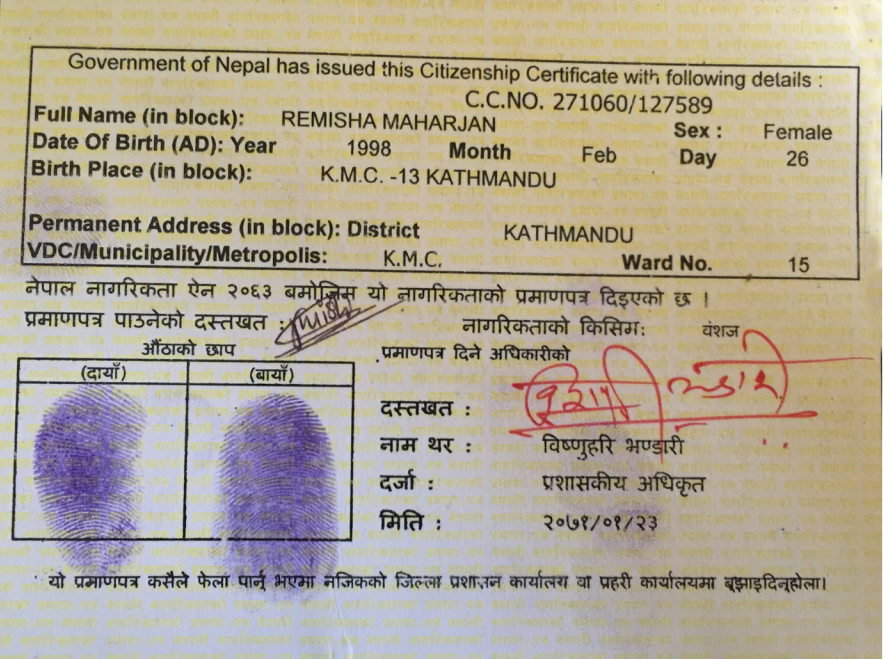 Government of Nepal has issued this Citizenship Certificate with following details :
C.C.NO. 271060/127589
Full Name (in block): REMISHA MAHARJAN Sex : Female
Date Of Birth (AD): Year 1998 Month Feb Day 26
Birth Place (in block): K.M.C. -13 KATHMANDU
Permanent Address (in block): District KATHMANDU
VDC/Municipality/Metropolis: K.M.C. Ward No. 15
नेपाल नागरिकता ऐन २०६३ बमोजिम यो नागरिकताको प्रमाणपत्र दिइएको छ ।
प्रमाणपत्र पाउनेको दस्तखत : नागरिकताको किसिम: वंशज
औंठाको छाप प्रमाणपत्र दिने अधिकारीको
(दायाँ) (बायाँ)
दस्तखत :
नाम थर : विष्णुहरि भण्डारी
दर्जा : प्रशासकीय अधिकृत
मिति : २०७१/०१/२३
यो प्रमाणपत्र कसैले फेला पार्नु भएमा नजिकको जिल्ला प्रशासन कार्यालय वा प्रहरी कार्यालयमा बुझाइदिनुहोला।